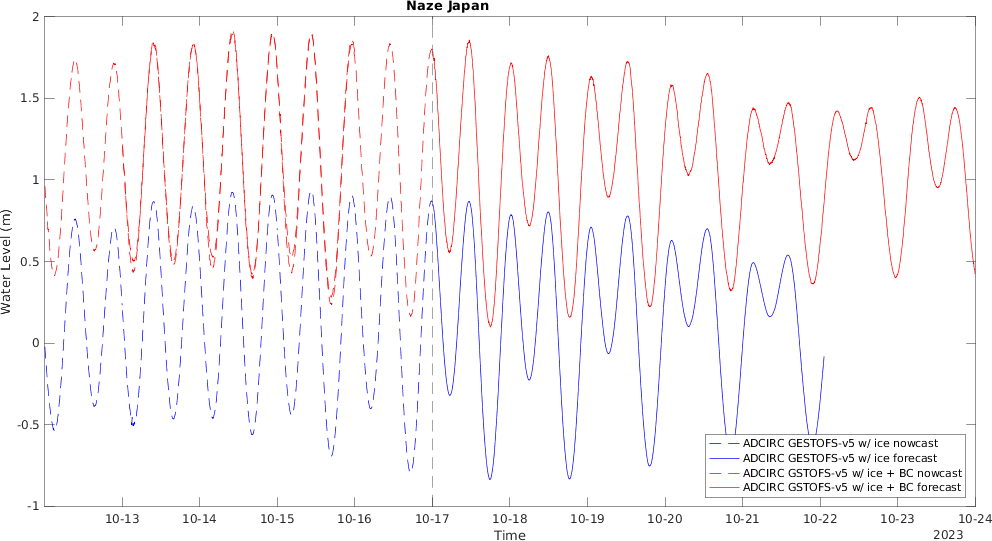 Naze Japan
2
1.5
1
0.5
0
-0.5
-1
Water Level (m)
10-13 10-14 10-15 10-16 10-17 10-18 10-19 10-20 10-21 10-22 10-23 10-24
Time
2023
ADCIRC GESTOFS-v5 w/ ice nowcast
ADCIRC GESTOFS-v5 w/ ice forecast
ADCIRC GSTOFS-v5 w/ ice + BC nowcast
ADCIRC GSTOFS-v5 w/ ice + BC forecast